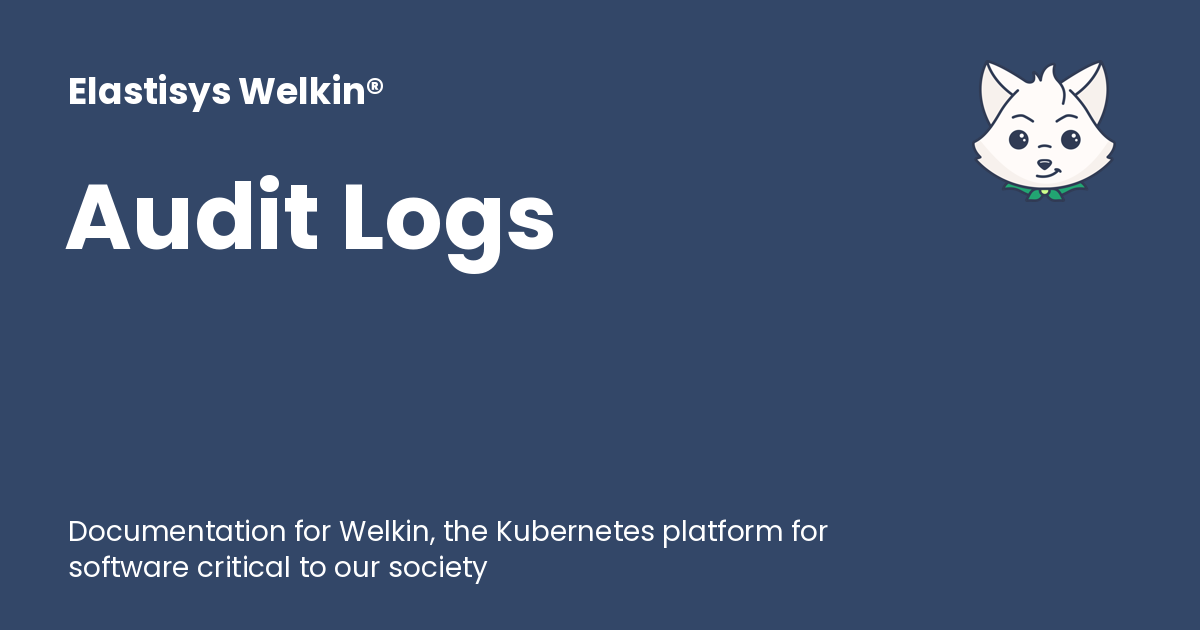 Elastisys Welkin®
Audit Logs
Documentation for Welkin, the Kubernetes platform for
software critical to our society